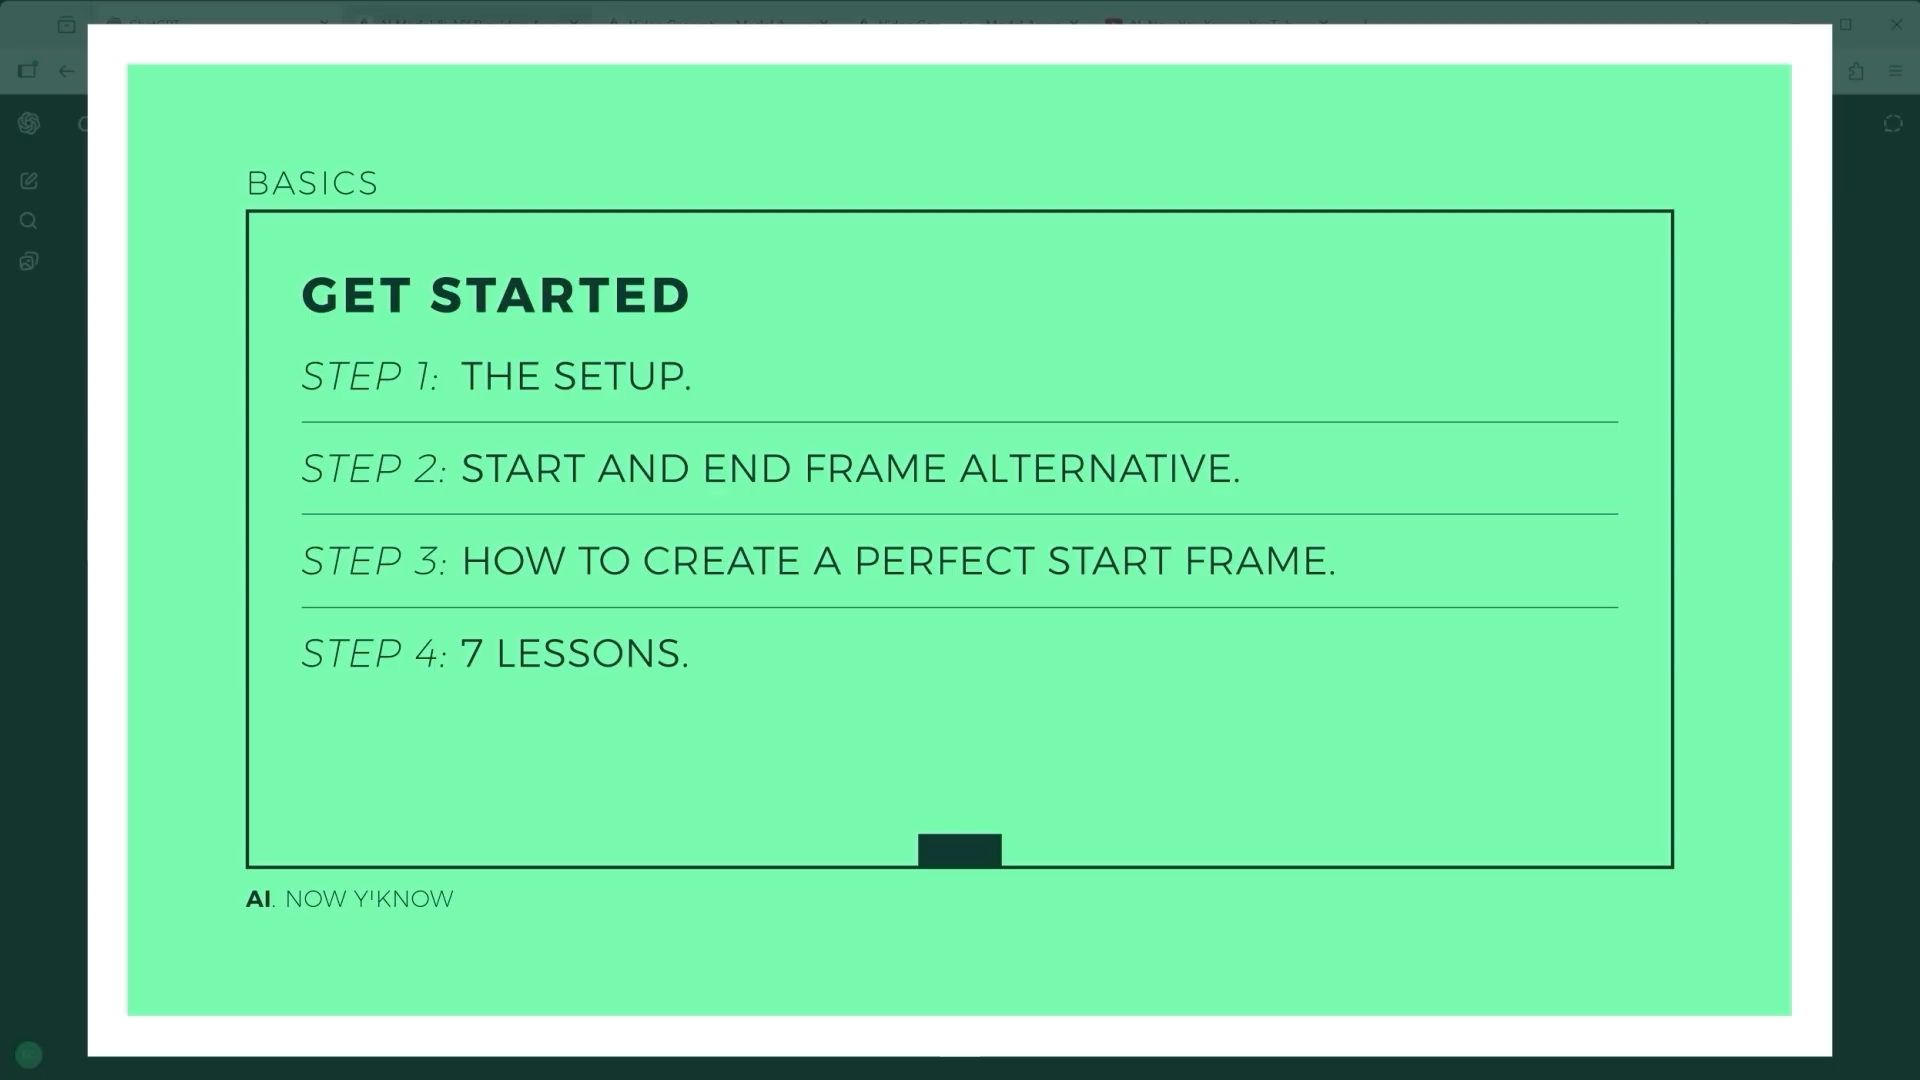 BASICS
GET STARTED
STEP 1: THE SETUP.
STEP 2: START AND END FRAME ALTERNATIVE.
STEP 3: HOW TO CREATE A PERFECT START FRAME.
STEP 4: 7 LESSONS.
AI. NOW Y'KNOW